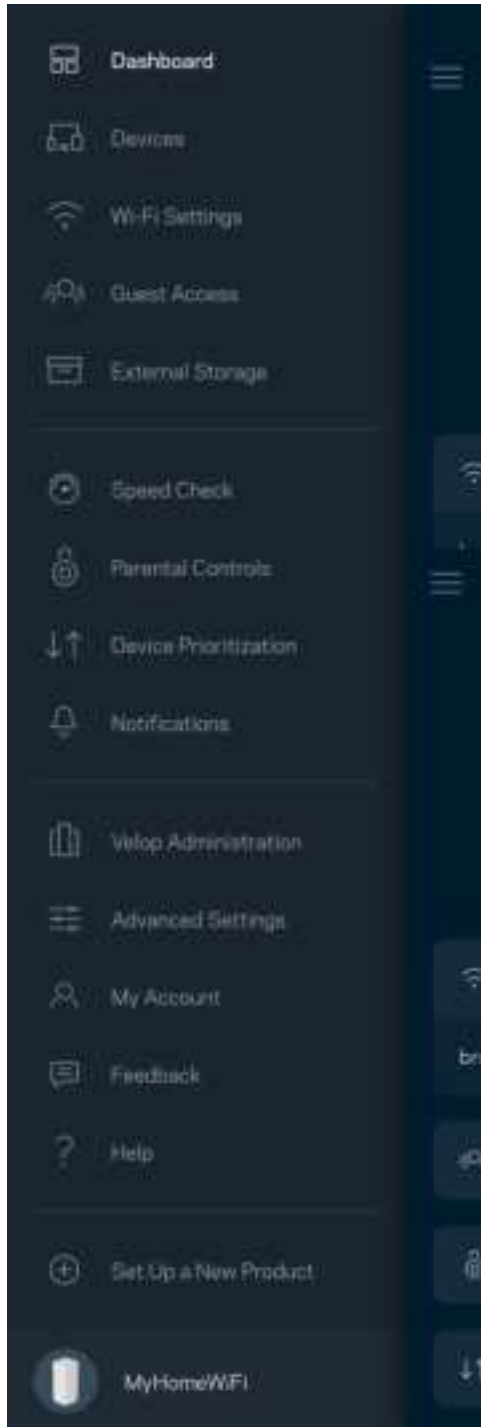 Dashboard
Devices
Wi-Fi Settings
Guest Access
External Storage
Speed Check
Parental Controls
Device Prioritization
Notifications
Velop Administration
Advanced Settings
My Account
Feedback
Help
Set Up a New Product
MyHomeWiFi
br